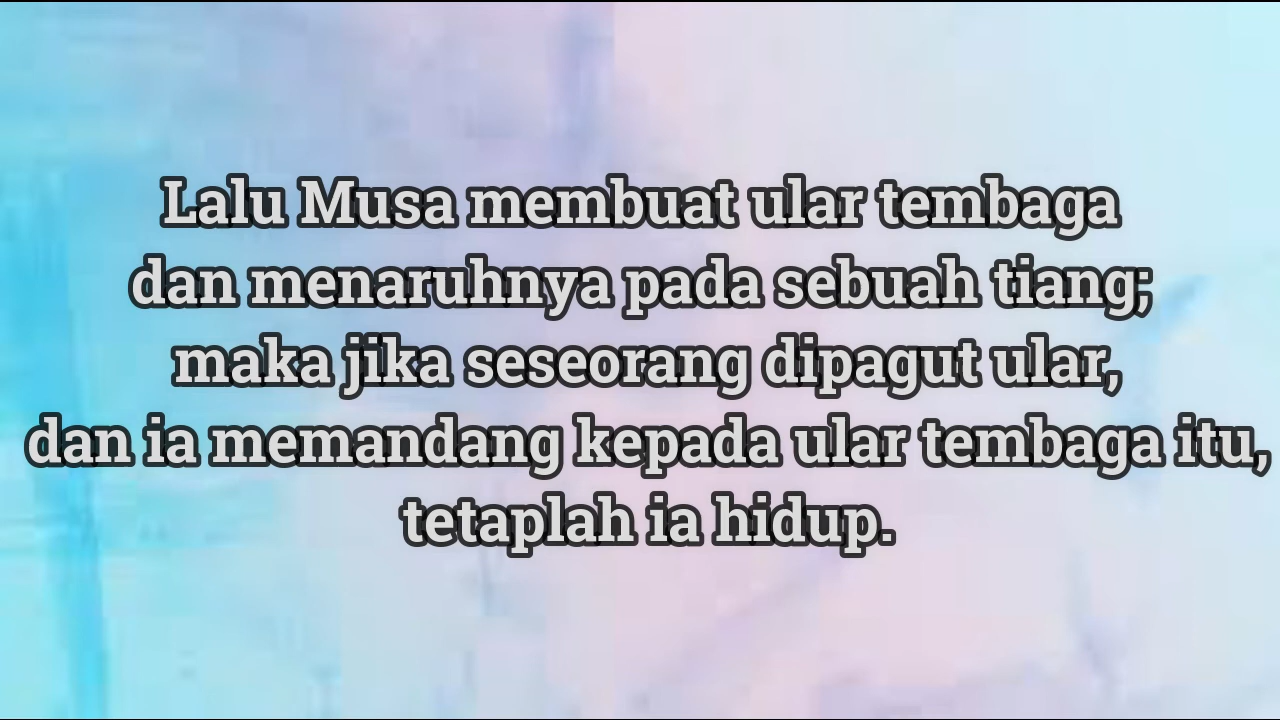 Lalu Musa membuat ular tembaga
dan menaruhnya pada sebuah tiang;
maka jika seseorang dipagut ular,
dan ia memandang kepada ular tembaga itu,
tetaplah ia hidup.